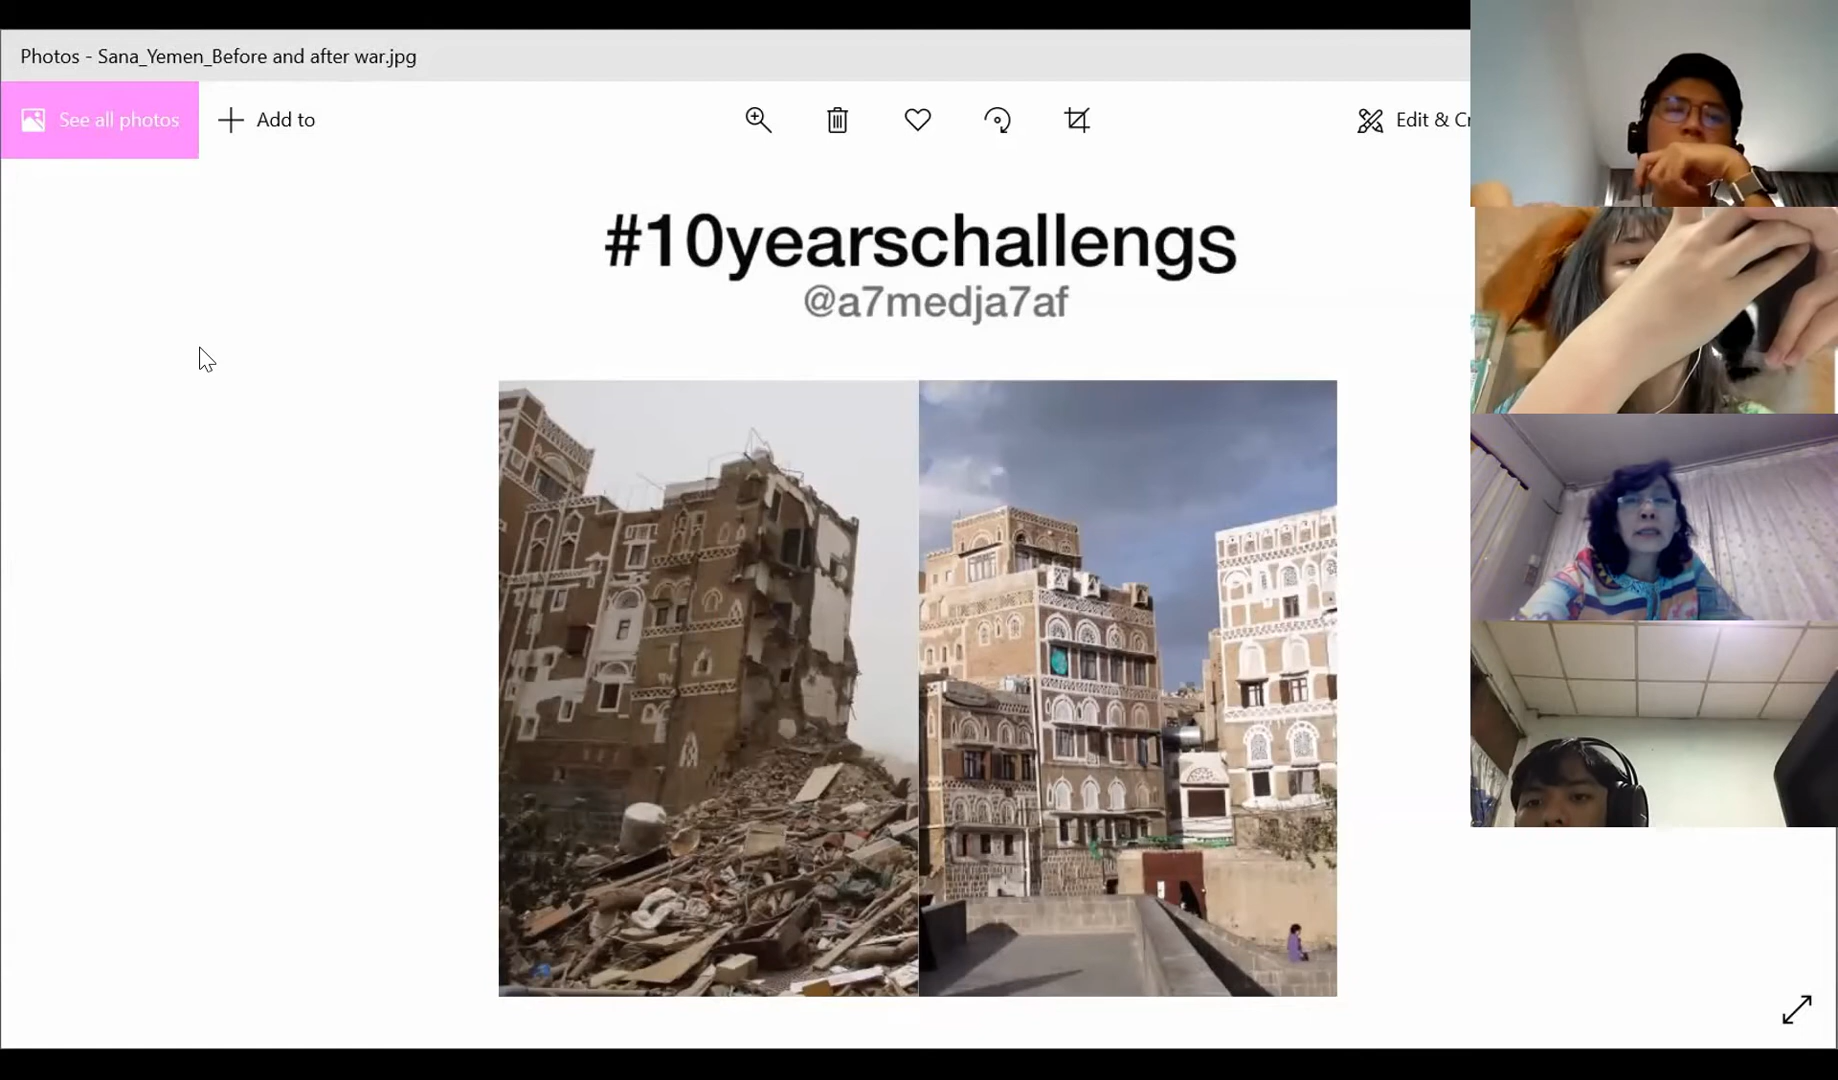 Photos - Sana_Yemen_Before and after war.jpg
See all photos
Add to
Edit & Cr
#10yearschallengs
@a7medja7af